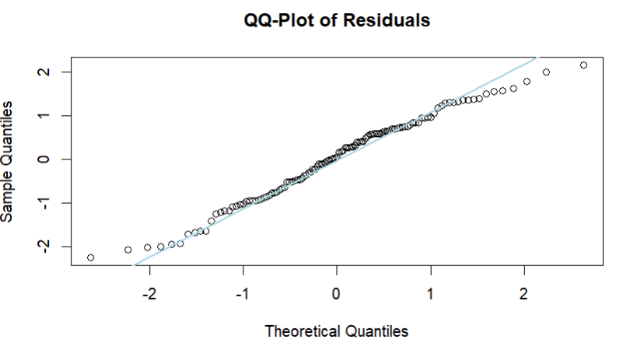 QQ-Plot of Residuals
Sample Quantiles
2
1
0
-1
-2
-2 -1 0 1 2
Theoretical Quantiles